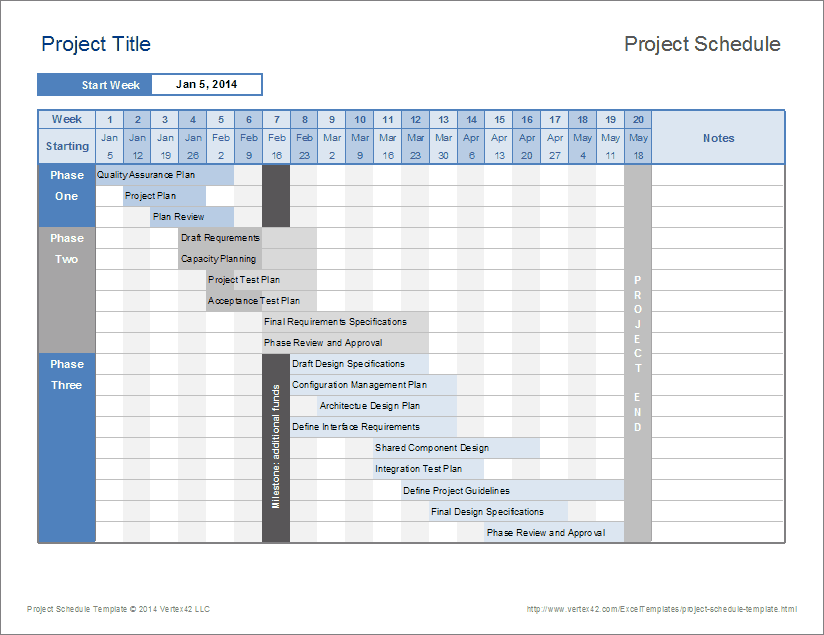 Project Title
Project Schedule
Start Week Jan 5, 2014
Week 1 2 3 4 5 6 7 8 9 10 11 12 13 14 15 16 17 18 19 20
Starting Jan Jan Jan Jan Feb Feb Feb Feb Mar Mar Mar Mar Mar Apr Apr Apr Apr May May May Notes
5 12 19 26 2 9 16 23 2 9 16 23 30 6 13 20 27 4 11 18
Phase
One
Quality Assurance Plan
Project Plan
Plan Review
Phase
Two
Draft Requrements
Capacity Planning
Project Test Plan
Acceptance Test Plan
Final Requirements Specifications
Phase Review and Approval
Phase
Three
Draft Design Specifications
Configuration Management Plan
Architectue Design Plan
Define Interface Requirements
Shared Component Design
Integration Test Plan
Define Project Guidelines
Final Design Specifications
Phase Review and Approval
Milestone: additional funds
PROJECT END
Project Schedule Template © 2014 Vertex42 LLC
http://www.vertex42.com/ExcelTemplates/project-schedule-template.html